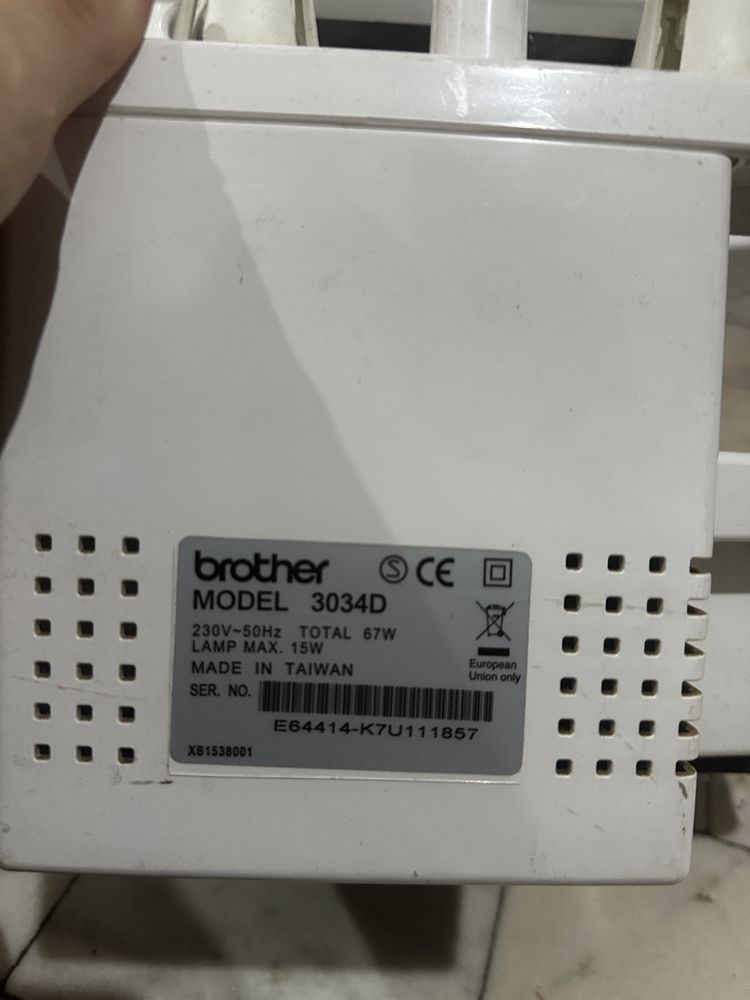 brother S CE
MODEL 3034D
230V~50Hz TOTAL 67W
LAMP MAX. 15W
MADE IN TAIWAN
European
Union only
SER. NO.
E64414-K7U111857
XB1538001